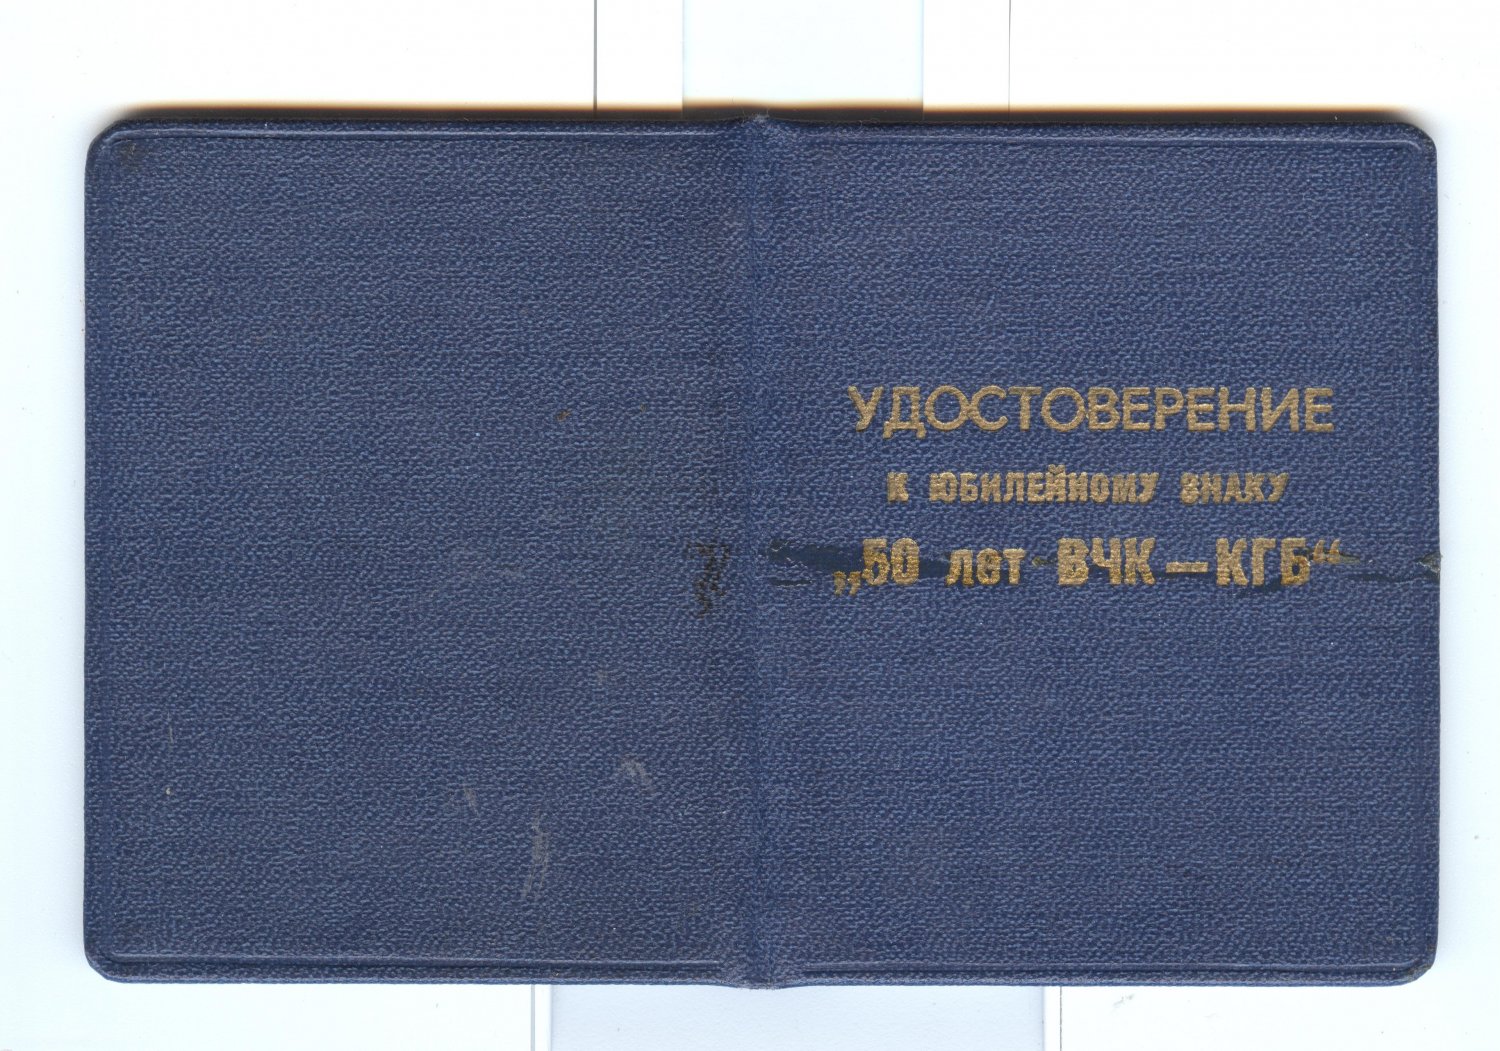 УДОСТОВЕРЕНИЕ
К ЮБИЛЕЙНОМУ ЗНАКУ
„50 лет ВЧК—КГБ“